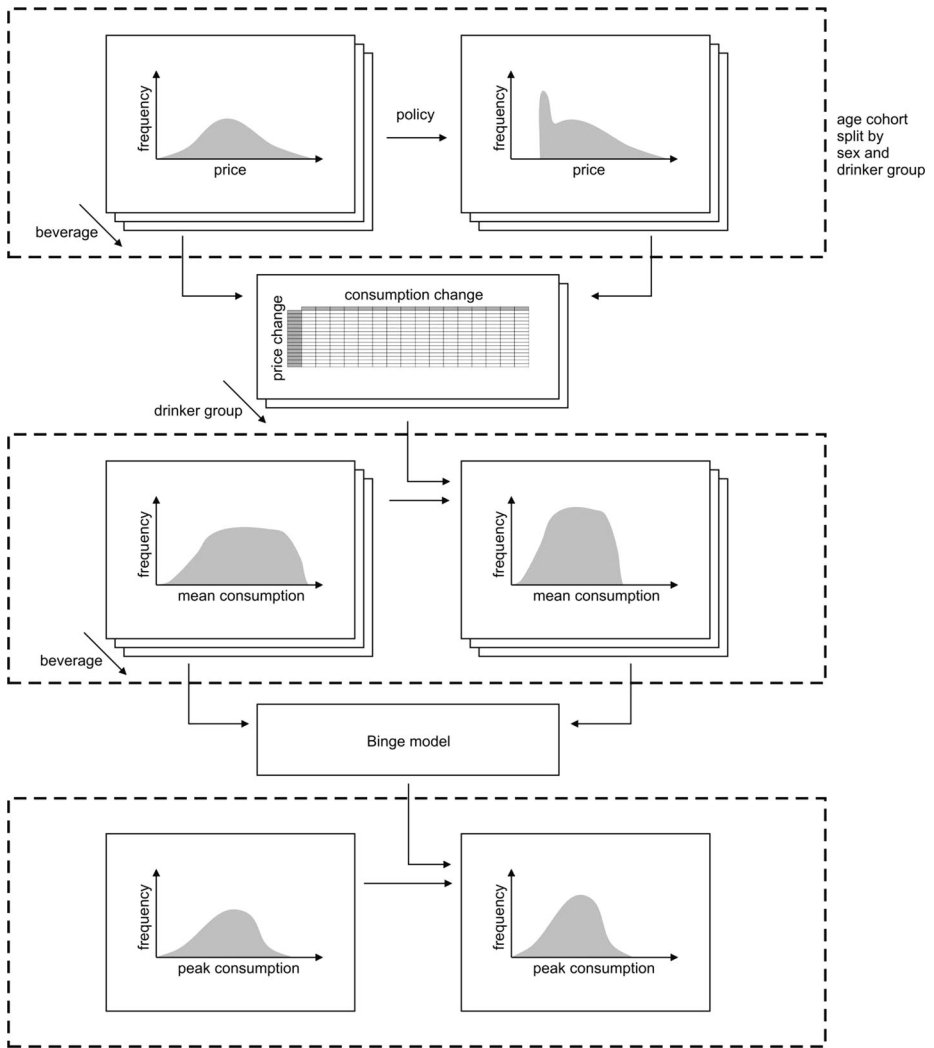 frequency
price
policy
frequency
price
age cohort
split by
sex and
drinker group
beverage
consumption change
price change
drinker group
frequency
mean consumption
frequency
mean consumption
beverage
Binge model
frequency
peak consumption
frequency
peak consumption